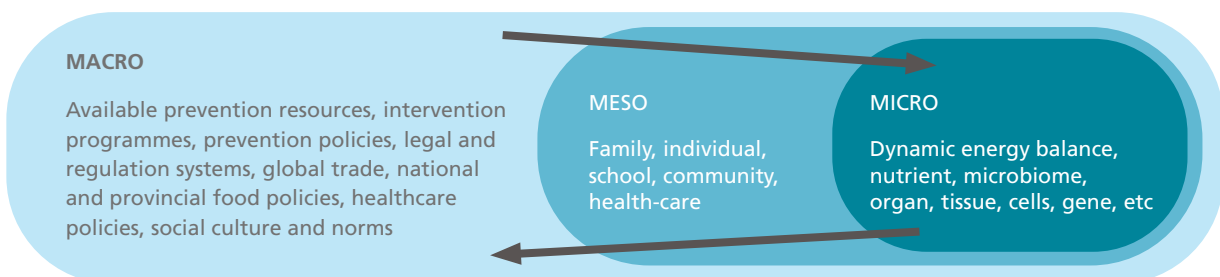 MACRO
Available prevention resources, intervention
programmes, prevention policies, legal and
regulation systems, global trade, national
and provincial food policies, healthcare
policies, social culture and norms
MESO
Family, individual,
school, community,
health-care
MICRO
Dynamic energy balance,
nutrient, microbiome,
organ, tissue, cells, gene, etc